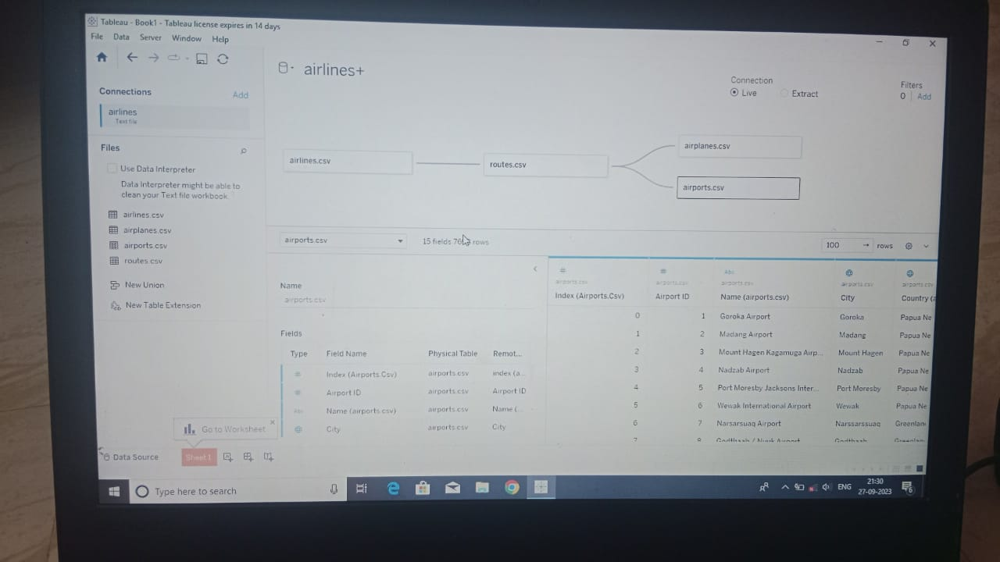 Tableau - Book1 - Tableau license expires in 14 days
File Data Server Window Help
airlines+
Connection
Live Extract
Filters
0 Add
Connections Add
airlines
Text file
Files
Use Data Interpreter
Data Interpreter might be able to
clean your Text file workbook.
airlines.csv
airplanes.csv
airports.csv
routes.csv
New Union
New Table Extension
airlines.csv
routes.csv
airplanes.csv
airports.csv
airports.csv
15 fields rows
100 rows
Name
airports.csv
Fields
Type Field Name Physical Table Remot...
# Index (Airports.Csv) airports.csv index (a...
# Airport ID airports.csv Airport ID
Abc Name (airports.csv) airports.csv Name (...
City airports.csv City
# # Abc
airports.csv airports.csv airports.csv airports.csv airports.csv
Index (Airports.Csv) Airport ID Name (airports.csv) City Country (a
0 1 Goroka Airport Goroka Papua Ne
1 2 Madang Airport Madang Papua Ne
2 3 Mount Hagen Kagamuga Airp... Mount Hagen Papua Ne
3 4 Nadzab Airport Nadzab Papua Ne
4 5 Port Moresby Jacksons Inter... Port Moresby Papua Ne
5 6 Wewak International Airport Wewak Papua Ne
6 7 Narsarsuaq Airport Narssarssuaq Greenlan
7 8 Godthaab / Nuuk Airport Godthaab Greenlan
Go to Worksheet
Data Source Sheet 1
Type here to search
ENG
21:30
27-09-2023
6